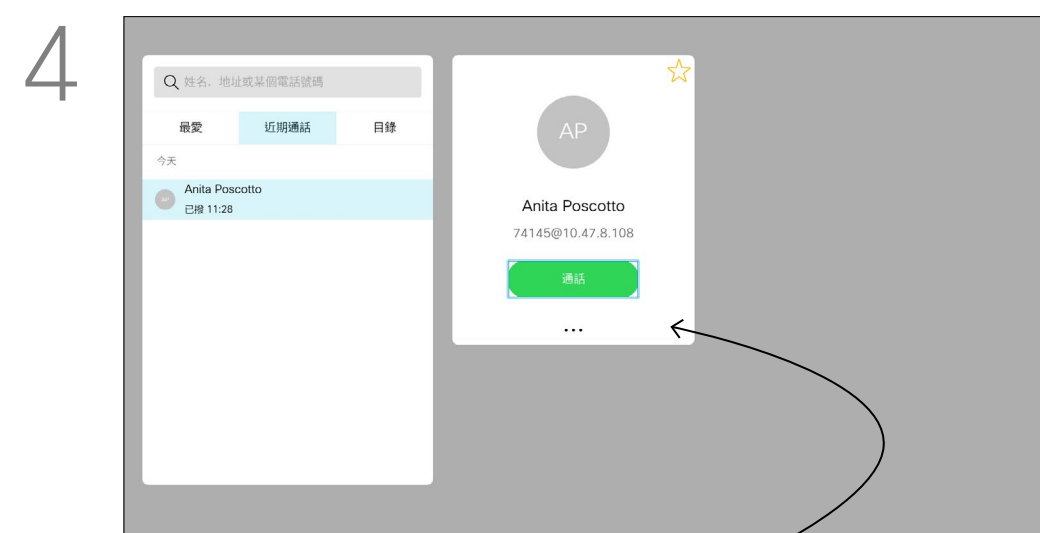 4
姓名、地址或某個電話號碼
最愛 近期通話 目錄
今天
AP
Anita Poscotto
已撥 11:28
AP
Anita Poscotto
74145@10.47.8.108
通話
...